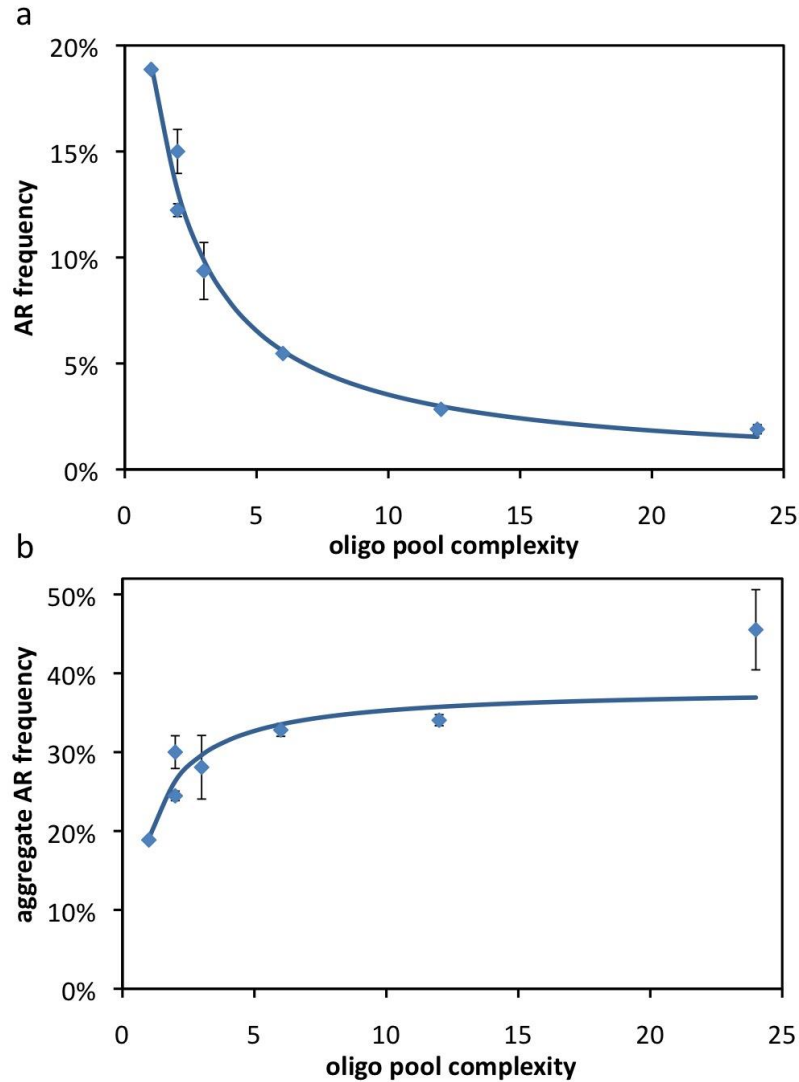 a
20%
15%
10%
5%
0%
AR frequency
0 5 10 15 20 25
oligo pool complexity
b
50%
40%
30%
20%
10%
0%
aggregate AR frequency
0 5 10 15 20 25
oligo pool complexity